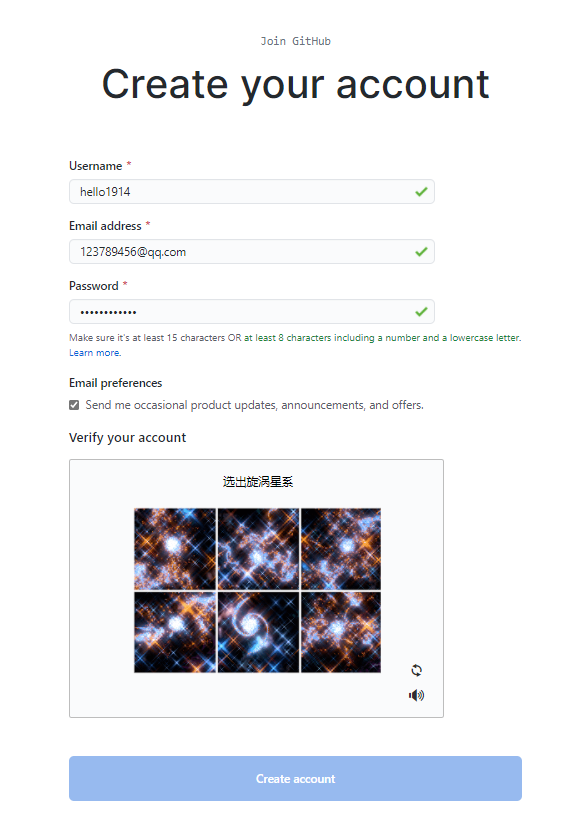 Join GitHub
Create your account
Username *
hello1914
Email address *
123789456@qq.com
Password *
••••••••••••
Make sure it's at least 15 characters OR at least 8 characters including a number and a lowercase letter.
Learn more.
Email preferences
Send me occasional product updates, announcements, and offers.
Verify your account
选出旋涡星系
Create account